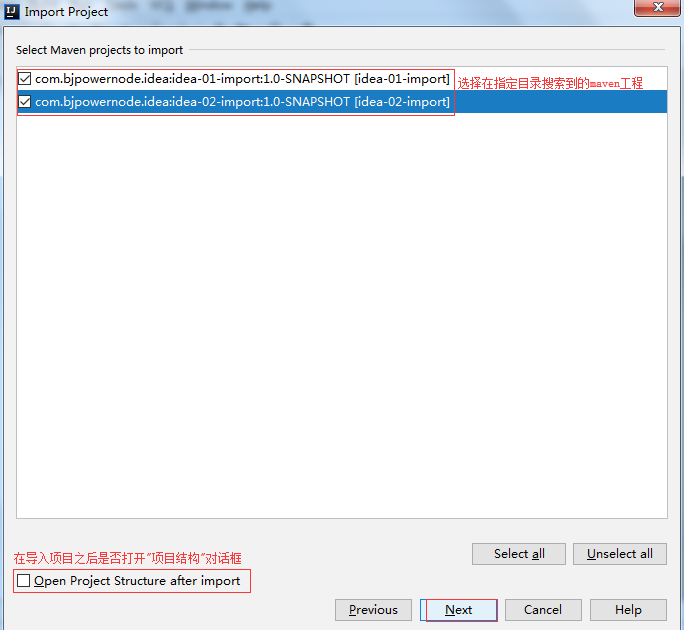 Import Project
Select Maven projects to import
com.bjpowernode.idea:idea-01-import:1.0-SNAPSHOT [idea-01-import]
选择在指定目录搜索到的maven工程
com.bjpowernode.idea:idea-02-import:1.0-SNAPSHOT [idea-02-import]
在导入项目之后是否打开"项目结构"对话框
Select all
Unselect all
Open Project Structure after import
Previous
Next
Cancel
Help